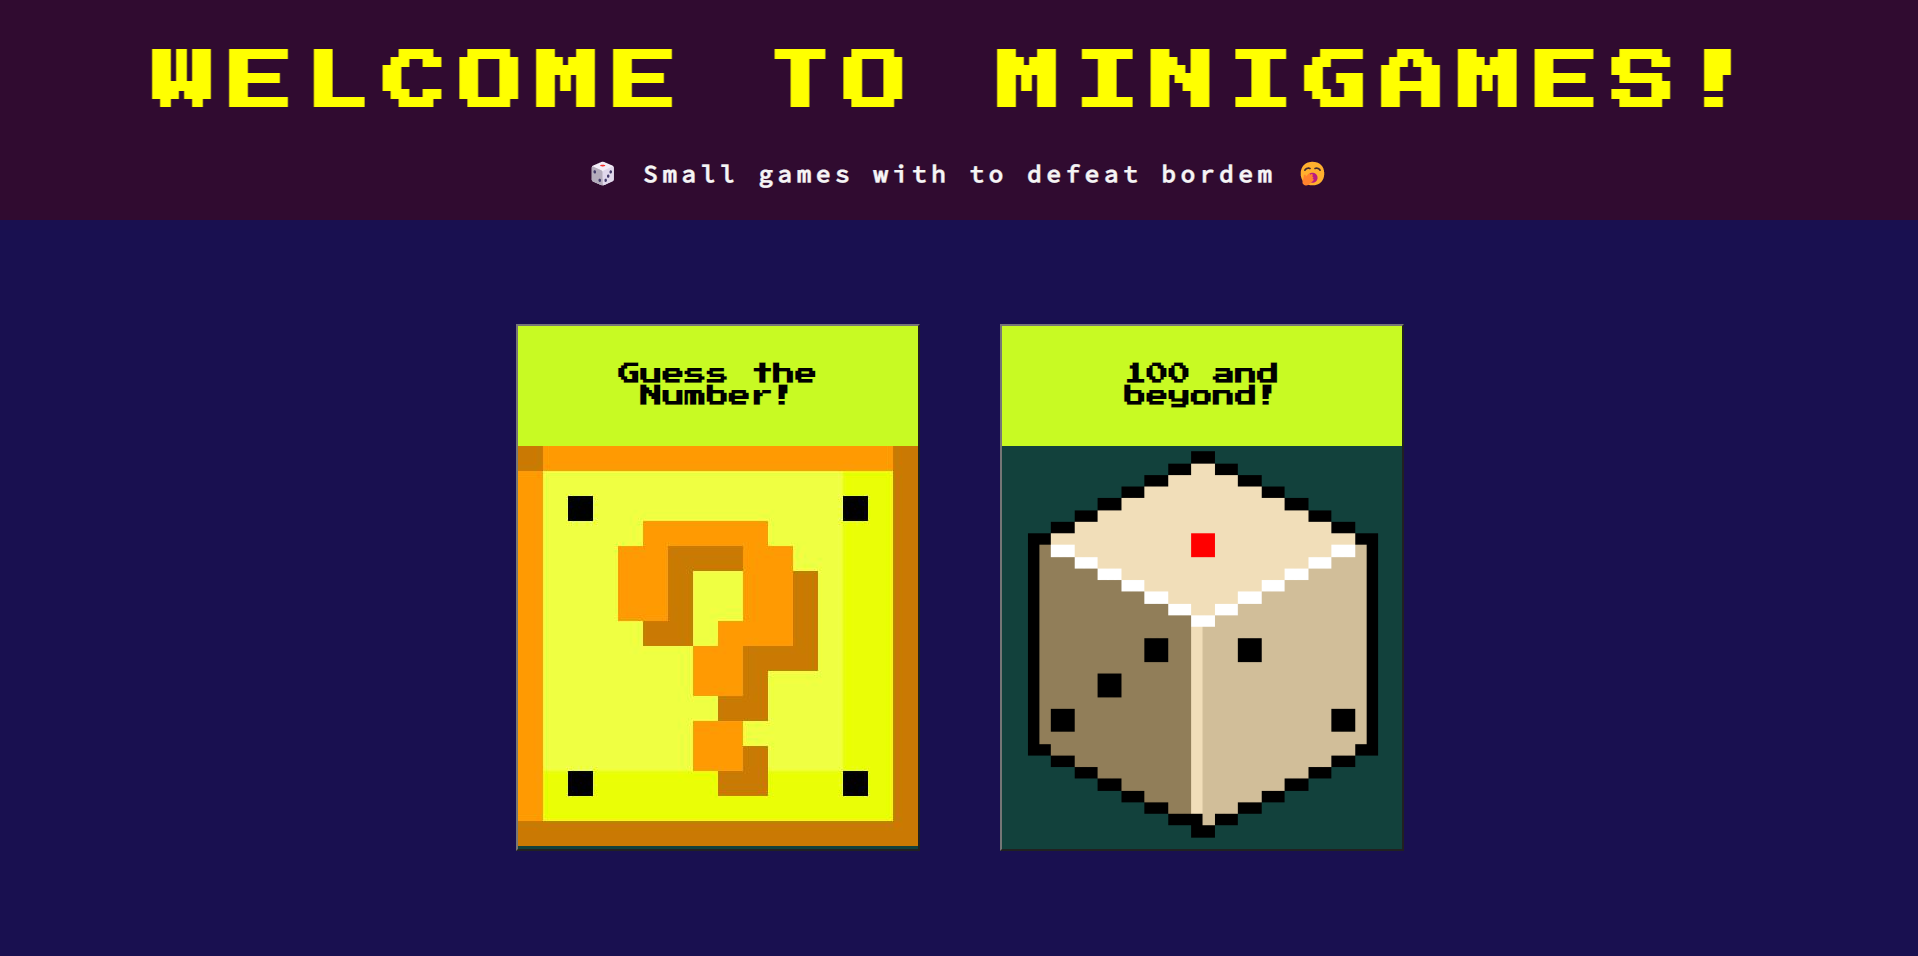 WELCOME TO MINIGAMES!
🎲 Small games with to defeat bordem 🥱
Guess the
Number!
100 and
beyond!